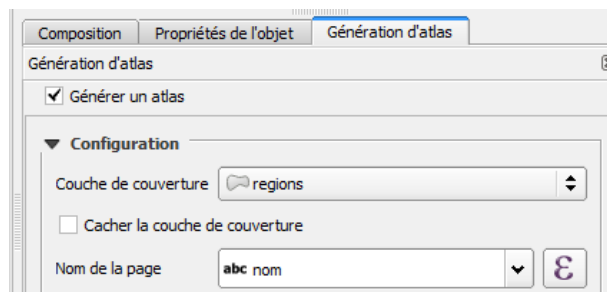 Composition Propriétés de l'objet Génération d'atlas
Génération d'atlas
Générer un atlas
Configuration
Couche de couverture regions
Cacher la couche de couverture
Nom de la page abc nom ε